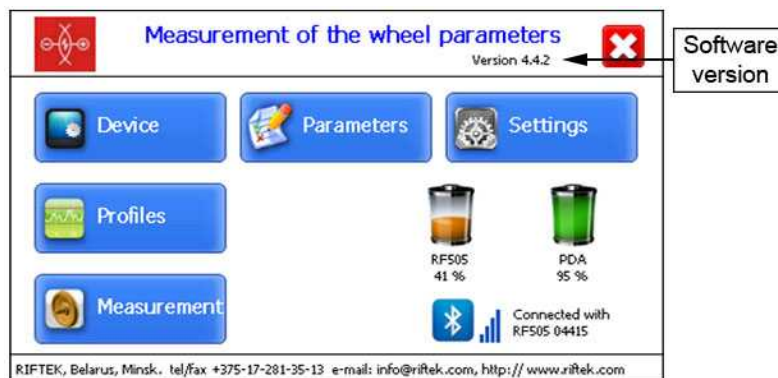 Measurement of the wheel parameters
Version 4.4.2
Software
version
Device
Parameters
Settings
Profiles
RF505
41 %
PDA
95 %
Measurement
Connected with
RF505 04415
RIFTEK, Belarus, Minsk. tel/fax +375-17-281-35-13 e-mail: info@riftek.com, http:// www.riftek.com